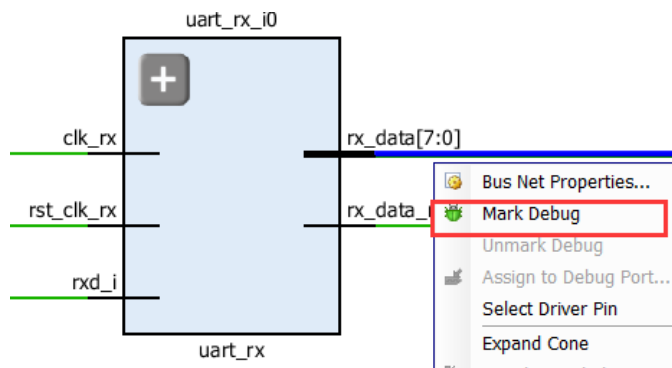 uart_rx_i0
clk_rx
rx_data[7:0]
Bus Net Properties...
rst_clk_rx
Mark Debug
Unmark Debug
rxd_i
Assign to Debug Port...
Select Driver Pin
uart_rx
Expand Cone